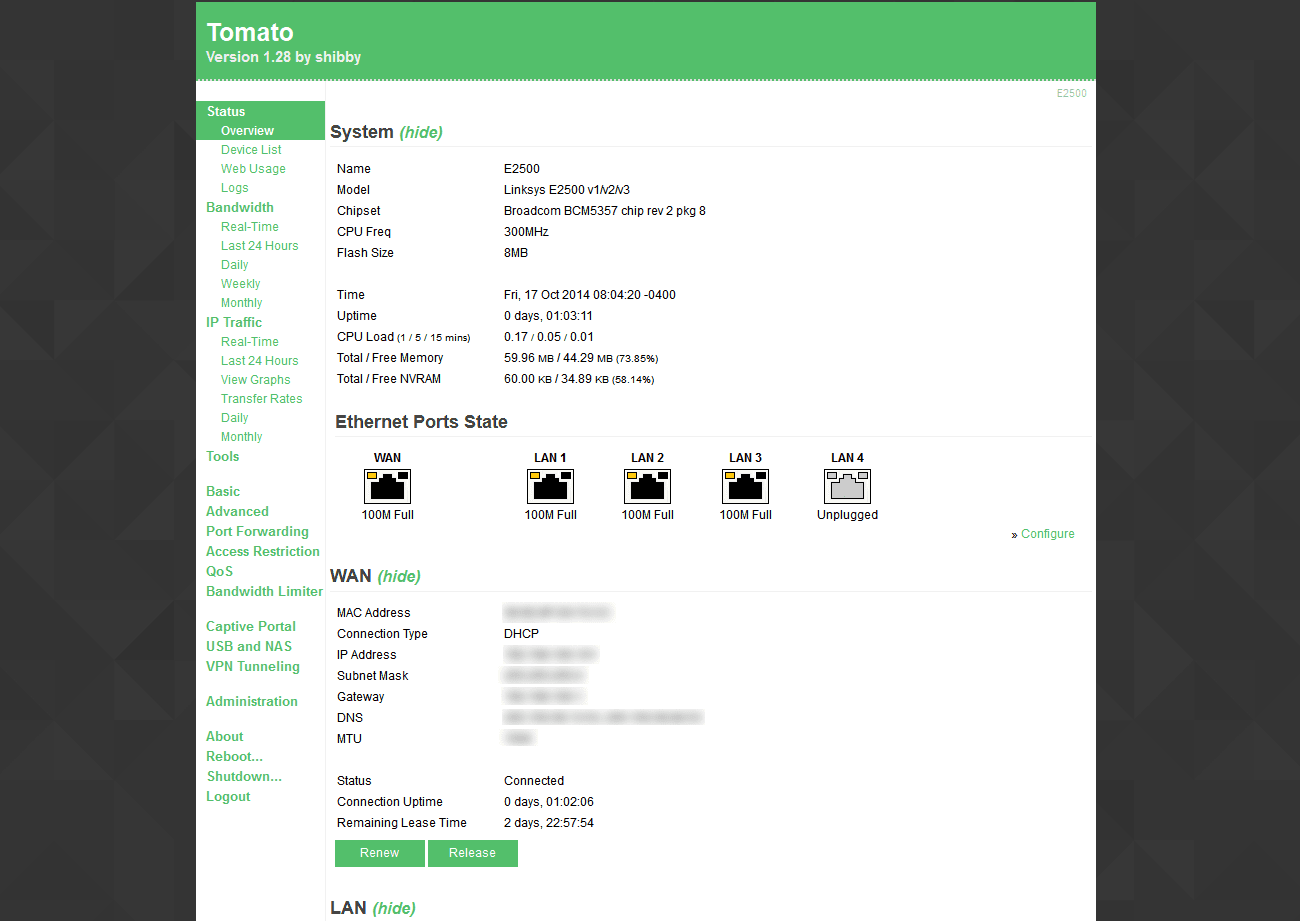 Tomato
Version 1.28 by shibby
E2500
Status
Overview
Device List
Web Usage
Logs
Bandwidth
Real-Time
Last 24 Hours
Daily
Weekly
Monthly
IP Traffic
Real-Time
Last 24 Hours
View Graphs
Transfer Rates
Daily
Monthly
Tools
Basic
Advanced
Port Forwarding
Access Restriction
QoS
Bandwidth Limiter
Captive Portal
USB and NAS
VPN Tunneling
Administration
About
Reboot...
Shutdown...
Logout
System (hide)
Name E2500
Model Linksys E2500 v1/v2/v3
Chipset Broadcom BCM5357 chip rev 2 pkg 8
CPU Freq 300MHz
Flash Size 8MB
Time Fri, 17 Oct 2014 08:04:20 -0400
Uptime 0 days, 01:03:11
CPU Load (1 / 5 / 15 mins) 0.17 / 0.05 / 0.01
Total / Free Memory 59.96 MB / 44.29 MB (73.85%)
Total / Free NVRAM 60.00 KB / 34.89 KB (58.14%)
Ethernet Ports State
WAN LAN 1 LAN 2 LAN 3 LAN 4
100M Full 100M Full 100M Full 100M Full Unplugged
» Configure
WAN (hide)
MAC Address
Connection Type DHCP
IP Address
Subnet Mask
Gateway
DNS
MTU
Status Connected
Connection Uptime 0 days, 01:02:06
Remaining Lease Time 2 days, 22:57:54
Renew Release
LAN (hide)